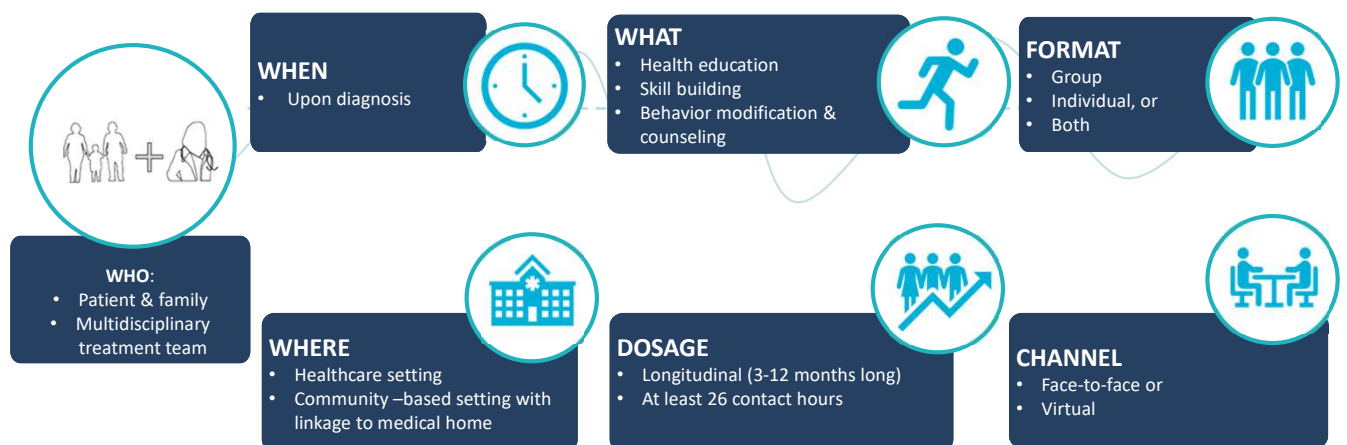 WHO:
• Patient & family
• Multidisciplinary
treatment team
WHEN
• Upon diagnosis
WHAT
• Health education
• Skill building
• Behavior modification &
counseling
FORMAT
• Group
• Individual, or
• Both
WHERE
• Healthcare setting
• Community –based setting with
linkage to medical home
DOSAGE
• Longitudinal (3-12 months long)
• At least 26 contact hours
CHANNEL
• Face-to-face or
• Virtual